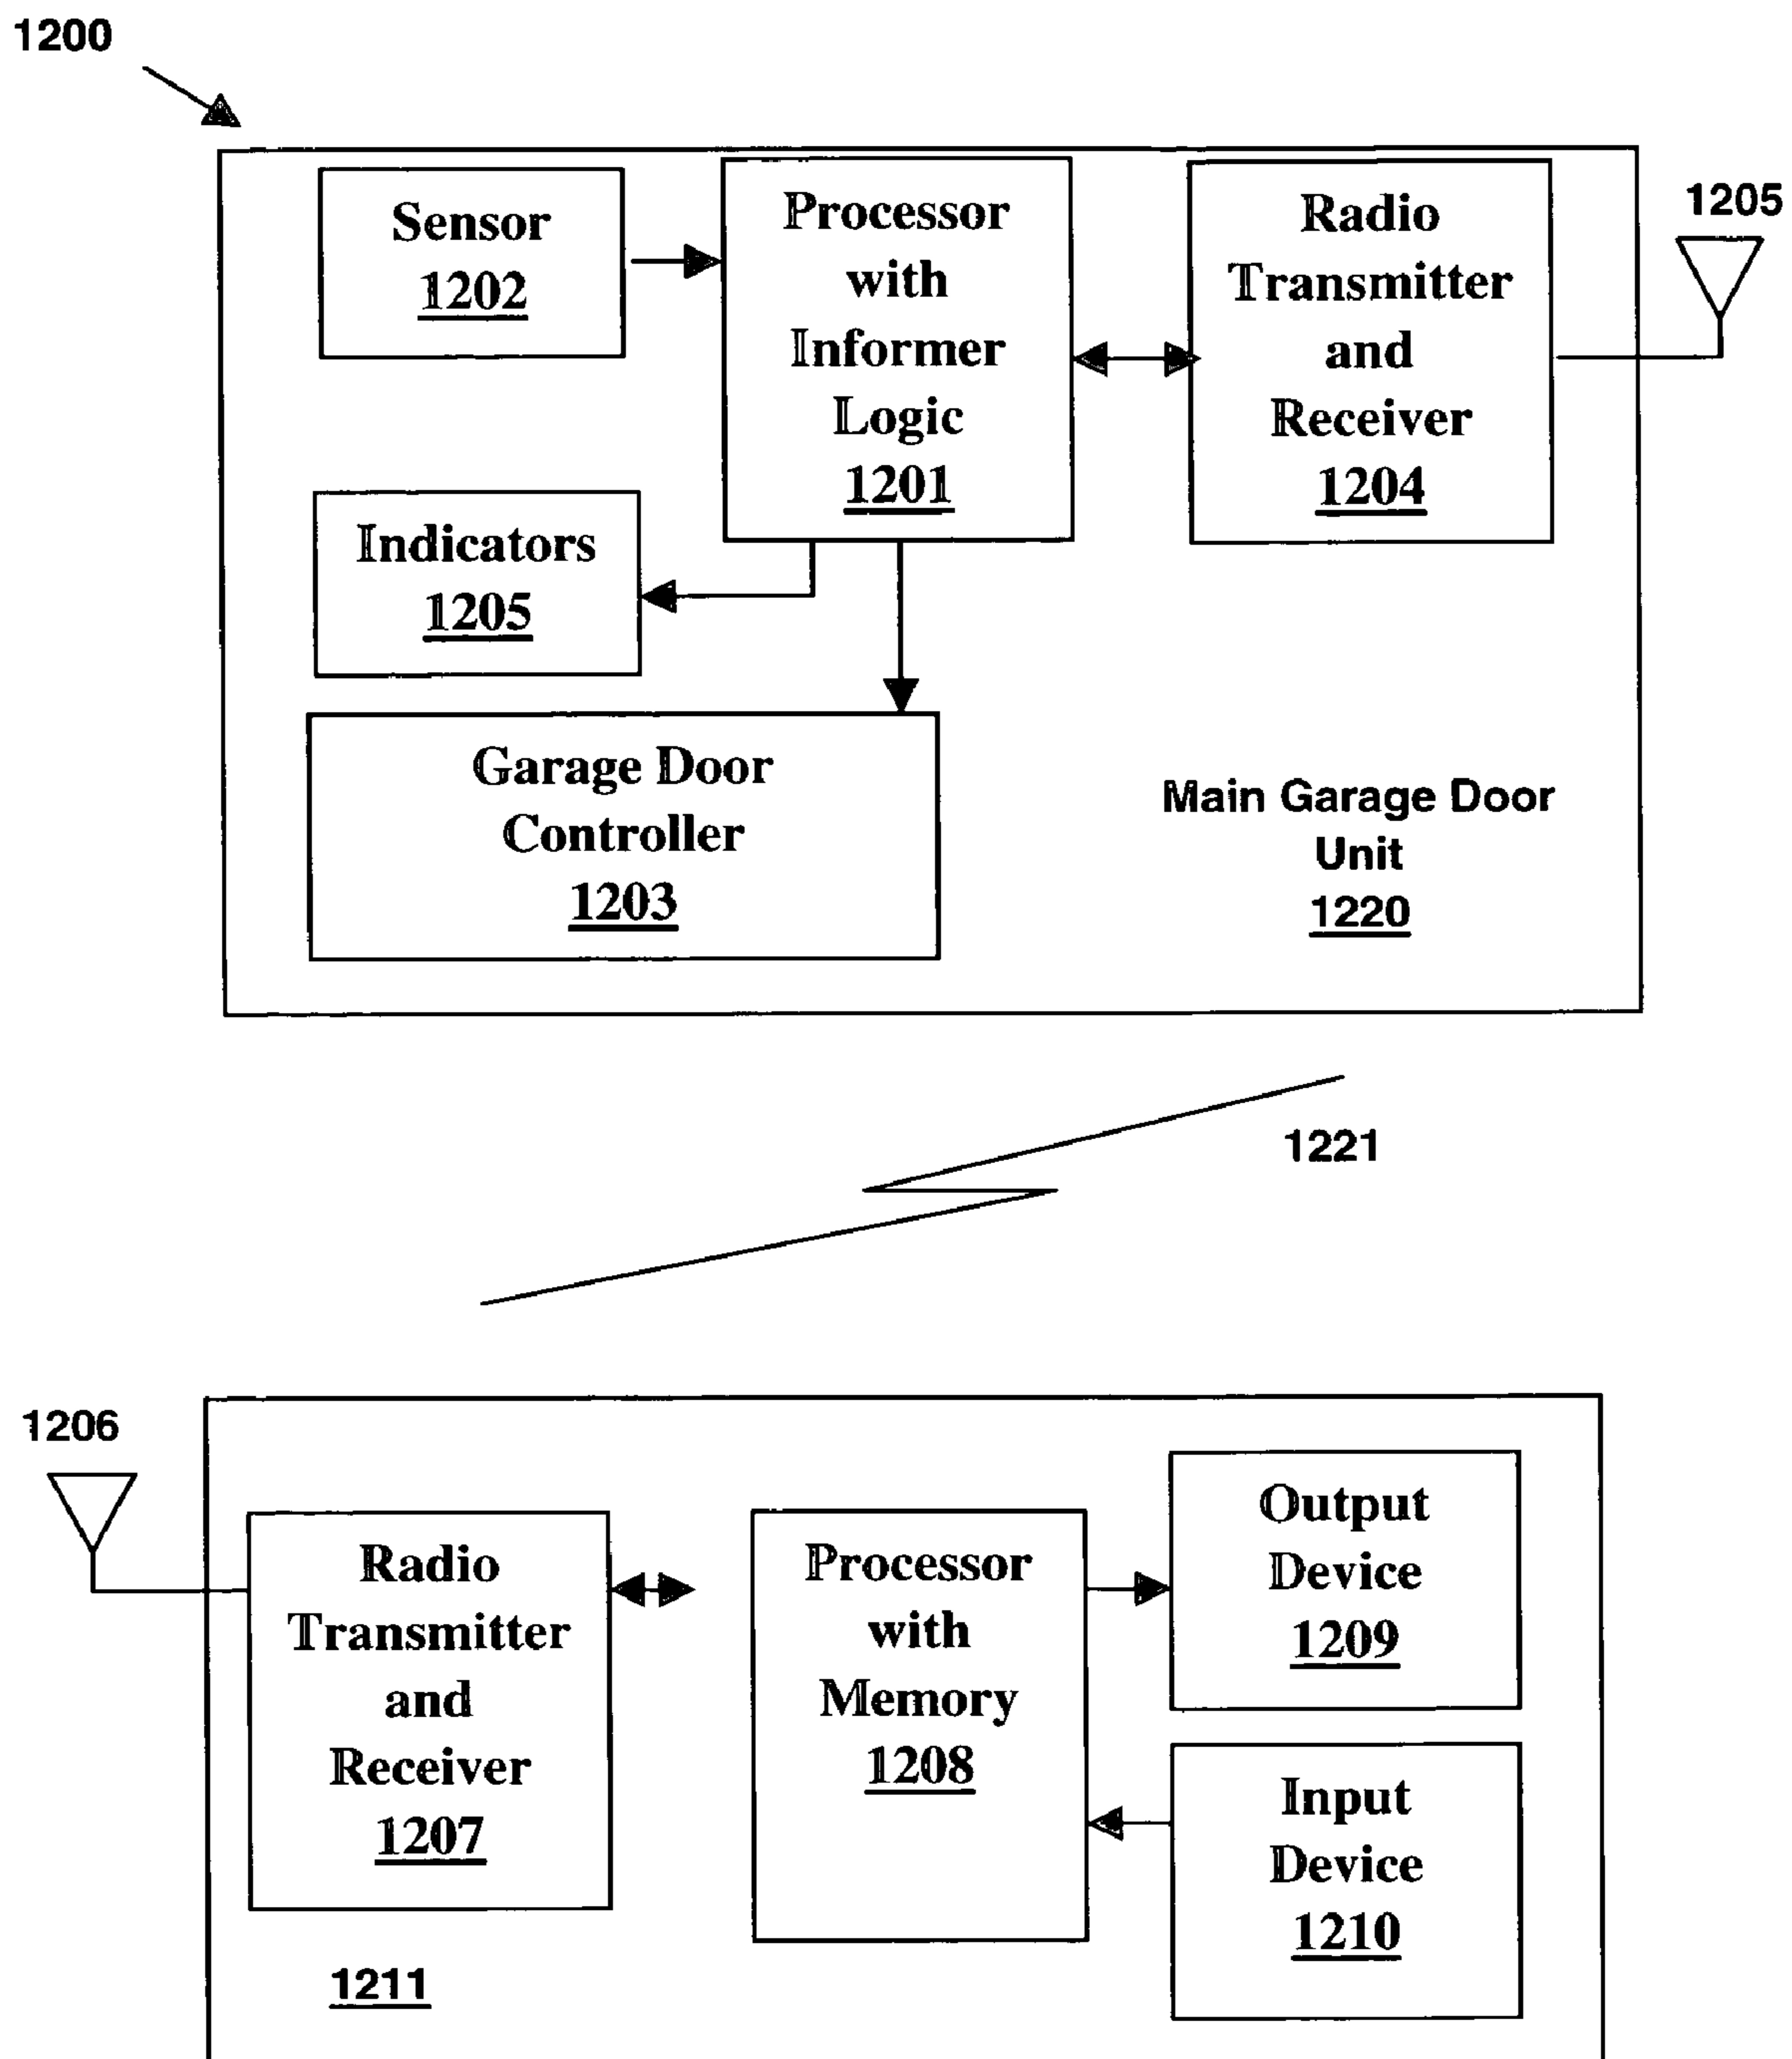 1200
Sensor
1202
Processor
with
Informer
Logic
1201
Radio
Transmitter
and
Receiver
1204
1205
Indicators
1205
Garage Door
Controller
1203
Main Garage Door
Unit
1220
1221
1206
Radio
Transmitter
and
Receiver
1207
Processor
with
Memory
1208
Output
Device
1209
Input
Device
1210
1211